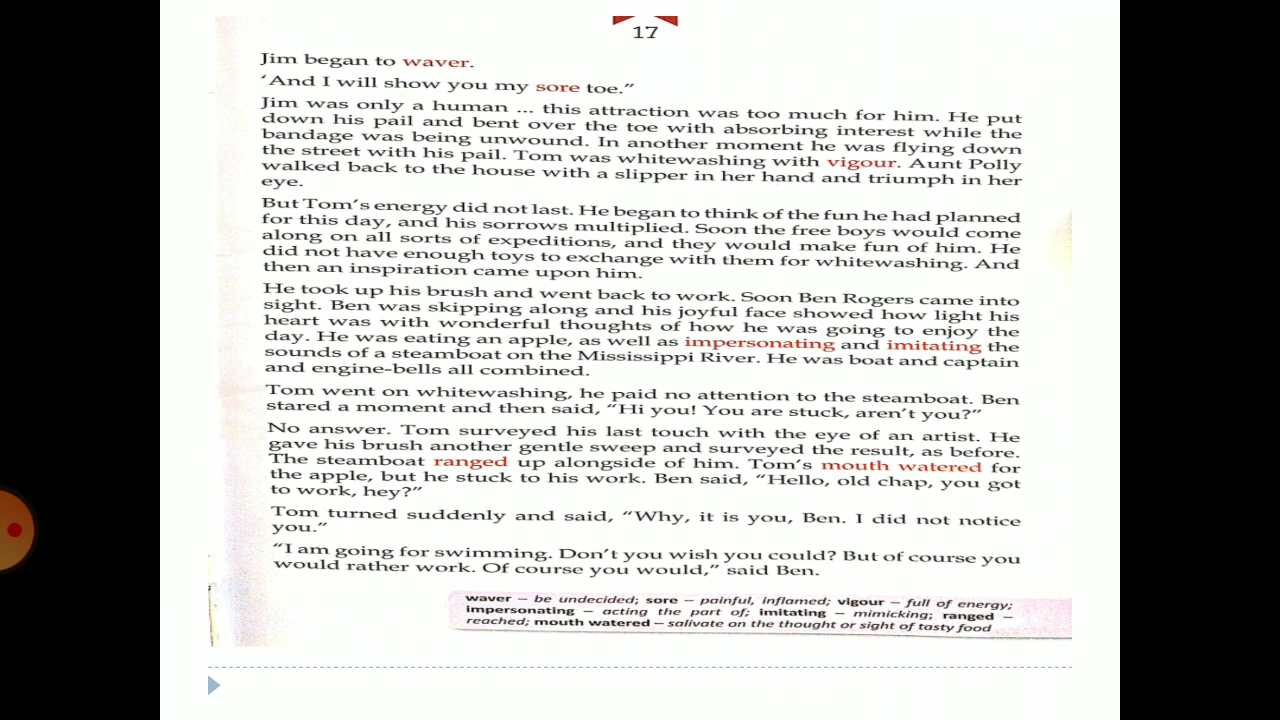 17
Jim began to waver.
‘And I will show you my sore toe.”
Jim was only a human ... this attraction was too much for him. He put
down his pail and bent over the toe with absorbing interest while the
bandage was being unwound. In another moment he was flying down
the street with his pail. Tom was whitewashing with vigour. Aunt Polly
walked back to the house with a slipper in her hand and triumph in her
eye.
But Tom’s energy did not last. He began to think of the fun he had planned
for this day, and his sorrows multiplied. Soon the free boys would come
along on all sorts of expeditions, and they would make fun of him. He
did not have enough toys to exchange with them for whitewashing. And
then an inspiration came upon him.
He took up his brush and went back to work. Soon Ben Rogers came into
sight. Ben was skipping along and his joyful face showed how light his
heart was with wonderful thoughts of how he was going to enjoy the
day. He was eating an apple, as well as impersonating and imitating the
sounds of a steamboat on the Mississippi River. He was boat and captain
and engine-bells all combined.
Tom went on whitewashing, he paid no attention to the steamboat. Ben
stared a moment and then said, “Hi you! You are stuck, aren’t you?”
No answer. Tom surveyed his last touch with the eye of an artist. He
gave his brush another gentle sweep and surveyed the result, as before.
The steamboat ranged up alongside of him. Tom’s mouth watered for
the apple, but he stuck to his work. Ben said, “Hello, old chap, you got
to work, hey?”
Tom turned suddenly and said, “Why, it is you, Ben. I did not notice
you.”
“I am going for swimming. Don’t you wish you could? But of course you
would rather work. Of course you would,” said Ben.
waver – be undecided; sore – painful, inflamed; vigour – full of energy;
impersonating – acting the part of; imitating – mimicking; ranged –
reached; mouth watered – salivate on the thought or sight of tasty food